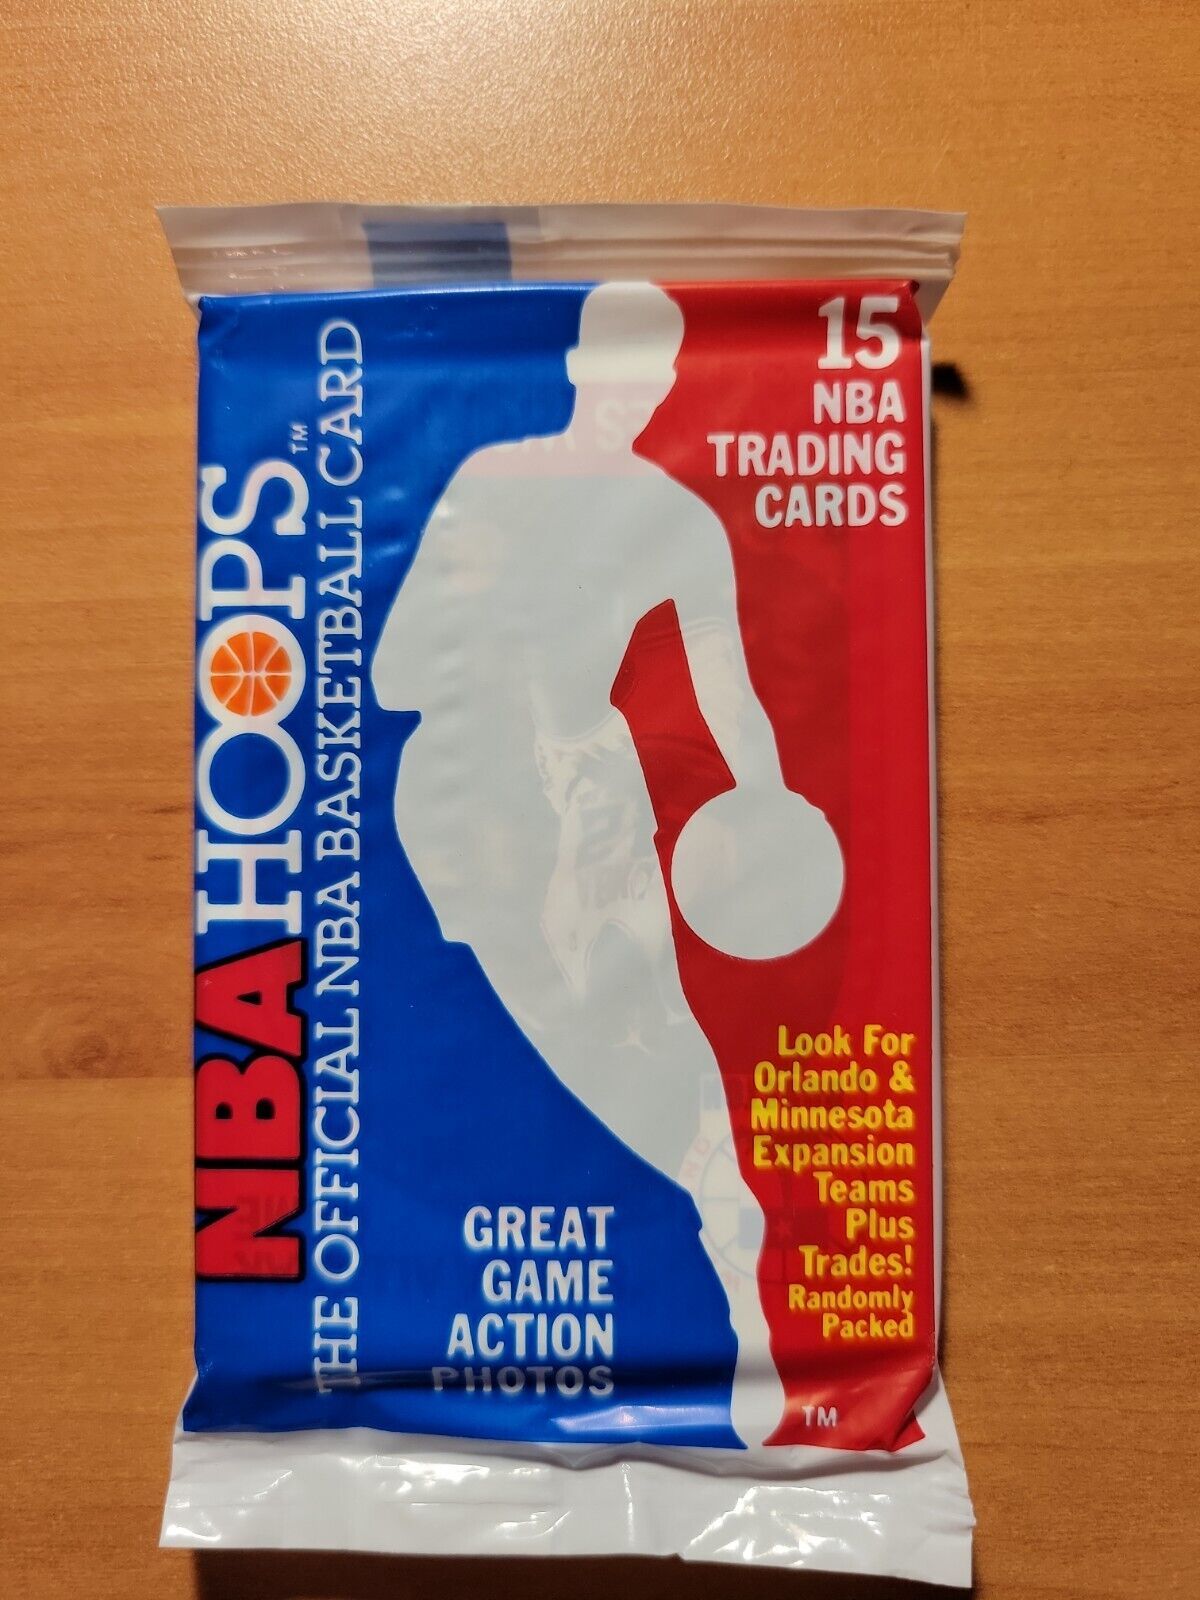 15
NBA
TRADING
CARDS
NBA HOOPS™
THE OFFICIAL NBA BASKETBALL CARD
Look For
Orlando &
Minnesota
Expansion
Teams
Plus
Trades!
Randomly
Packed
GREAT
GAME
ACTION
PHOTOS
TM